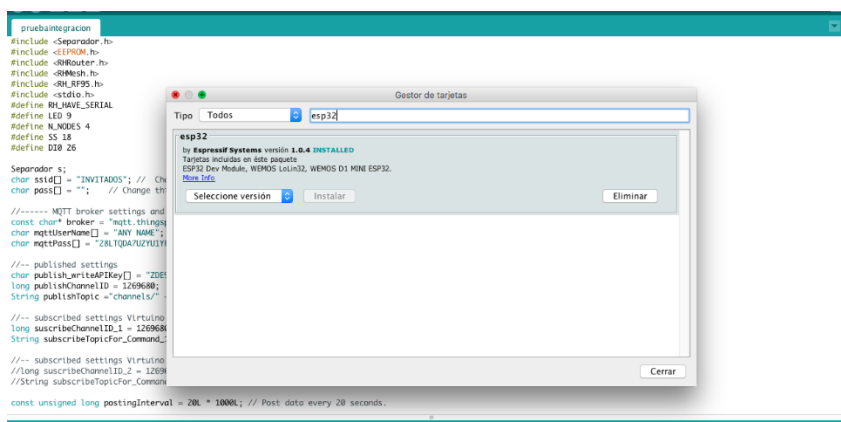 pruebaintegracion
#include <Separador.h>
#include <EEPROM.h>
#include <RHRouter.h>
#include <RHMesh.h>
#include <RH_RF95.h>
#include <stdio.h>
#define RH_HAVE_SERIAL
#define LED 9
#define N_NODES 4
#define SS 18
#define DI0 26
Separador s;
char ssid[] = "INVITADOS"; // Ch
char pass[] = ""; // Change th
//------ MQTT broker settings and
const char* broker = "mqtt.things
char mqttUserName[] = "ANY NAME";
char mqttPass[] =
//-- published settings
char publish_writeAPIKey[] = "ZDE
long publishChannelID = 1269680;
String publishTopic ="channels/"
//-- subscribed settings Virtuino
long suscribeChannelID_1 = 126968
String subscribeTopicFor_Command_
//-- subscribed settings Virtuino
//long suscribeChannelID_2 = 1269
//String subscribeTopicFor_Comman
const unsigned long postingInterval = 20L * 1000L; // Post data every 20 seconds.
Gestor de tarjetas
Tipo Todos esp32
esp32
by Espressif Systems versión 1.0.4 INSTALLED
Tarjetas incluidas en éste paquete
ESP32 Dev Module, WEMOS LoLin32, WEMOS D1 MINI ESP32.
More Info
Seleccione versión Instalar Eliminar
Cerrar